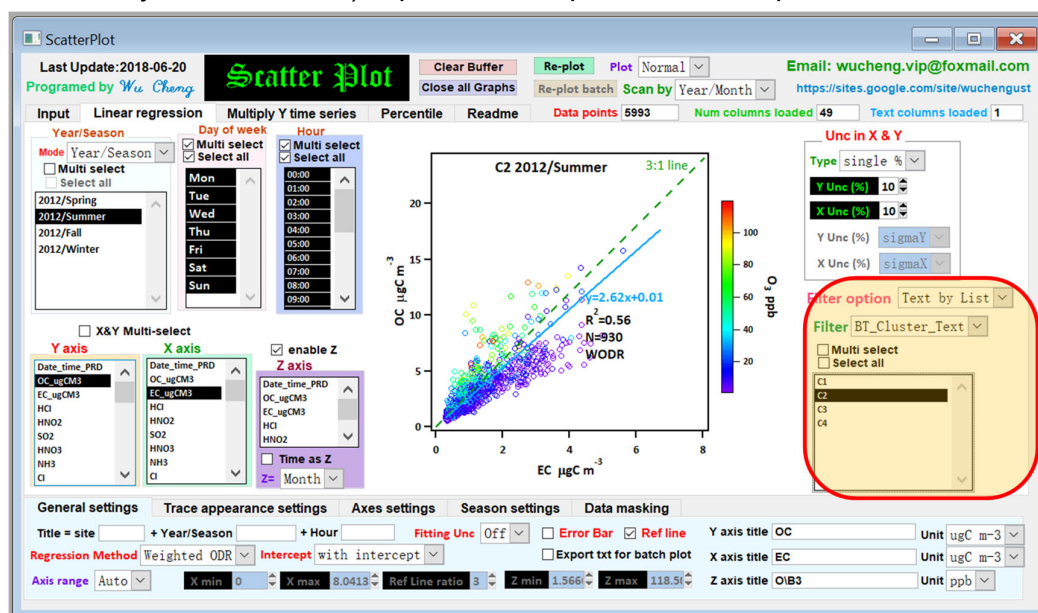 ScatterPlot
Last Update:2018-06-20
Programed by Wu Cheng
Scatter Plot
Clear Buffer
Close all Graphs
Re-plot
Plot Normal
Re-plot batch
Scan by Year/Month
Email: wucheng.vip@foxmail.com
https://sites.google.com/site/wuchengust
Input Linear regression Multiply Y time series Percentile Readme
Data points 5993
Num columns loaded 49
Text columns loaded 1
Year/Season
Mode Year/Season
Multi select
Select all
2012/Spring
2012/Summer
2012/Fall
2012/Winter
Day of week
Multi select
Select all
Mon
Tue
Wed
Thu
Fri
Sat
Sun
Hour
Multi select
Select all
00:00
01:00
02:00
03:00
04:00
05:00
06:00
07:00
08:00
09:00
X&Y Multi-select
Y axis
Date_time_PRD
OC_ugCM3
EC_ugCM3
HCl
HNO2
SO2
HNO3
NH3
Cl
X axis
Date_time_PRD
OC_ugCM3
EC_ugCM3
HCl
HNO2
SO2
HNO3
NH3
Cl
enable Z
Z axis
Date_time_PRD
OC_ugCM3
EC_ugCM3
HCl
HNO2
Time as Z
Z= Month
C2 2012/Summer
3:1 line
20
15
10
5
0
OC µgC m-3
0 2 4 6 8
EC µgC m-3
y=2.62x+0.01
R2=0.56
N=930
WODR
100
80
60
40
20
O3 ppb
Unc in X & Y
Type single %
Y Unc (%) 10
X Unc (%) 10
Y Unc (%) sigmaY
X Unc (%) sigmaX
Filter option Text by List
Filter BT_Cluster_Text
Multi select
Select all
C1
C2
C3
C4
General settings Trace appearance settings Axes settings Season settings Data masking
Title = site + Year/Season + Hour Fitting Unc Off Error Bar Ref line Y axis title OC Unit ugC m-3
Regression Method Weighted ODR Intercept with intercept Export txt for batch plot X axis title EC Unit ugC m-3
Axis range Auto X min 0 X max 8.0413 Ref Line ratio 3 Z min 1.566 Z max 118.5 Z axis title O\B3 Unit ppb